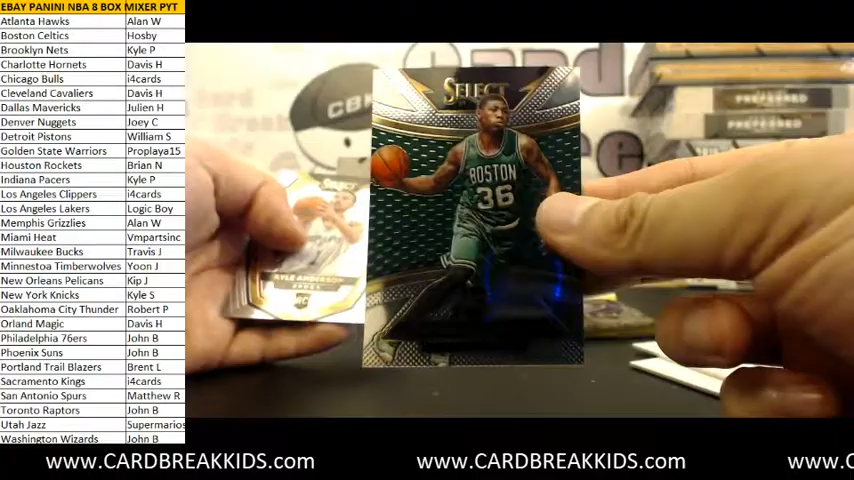 EBAY PANINI NBA 8 BOX MIXER PYT
Atlanta Hawks Alan W
Boston Celtics Hosby
Brooklyn Nets Kyle P
Charlotte Hornets Davis H
Chicago Bulls i4cards
Cleveland Cavaliers Davis H
Dallas Mavericks Julien H
Denver Nuggets Joey C
Detroit Pistons William S
Golden State Warriors Proplaya15
Houston Rockets Brian N
Indiana Pacers Kyle P
Los Angeles Clippers i4cards
Los Angeles Lakers Logic Boy
Memphis Grizzlies Alan W
Miami Heat Vmpartsinc
Milwaukee Bucks Travis J
Minnestoa Timberwolves Yoon J
New Orleans Pelicans Kip J
New York Knicks Kyle S
Oaklahoma City Thunder Robert P
Orland Magic Davis H
Philadelphia 76ers John B
Phoenix Suns John B
Portland Trail Blazers Brent L
Sacramento Kings i4cards
San Antonio Spurs Matthew R
Toronto Raptors John B
Utah Jazz Supermarios
Washington Wizards John B
SELECT
BOSTON
36
KYLE ANDERSON
SPURS
RC
PREFERRED
PREFERRED
www.CARDBREAKKIDS.com www.CARDBREAKKIDS.com www.CA